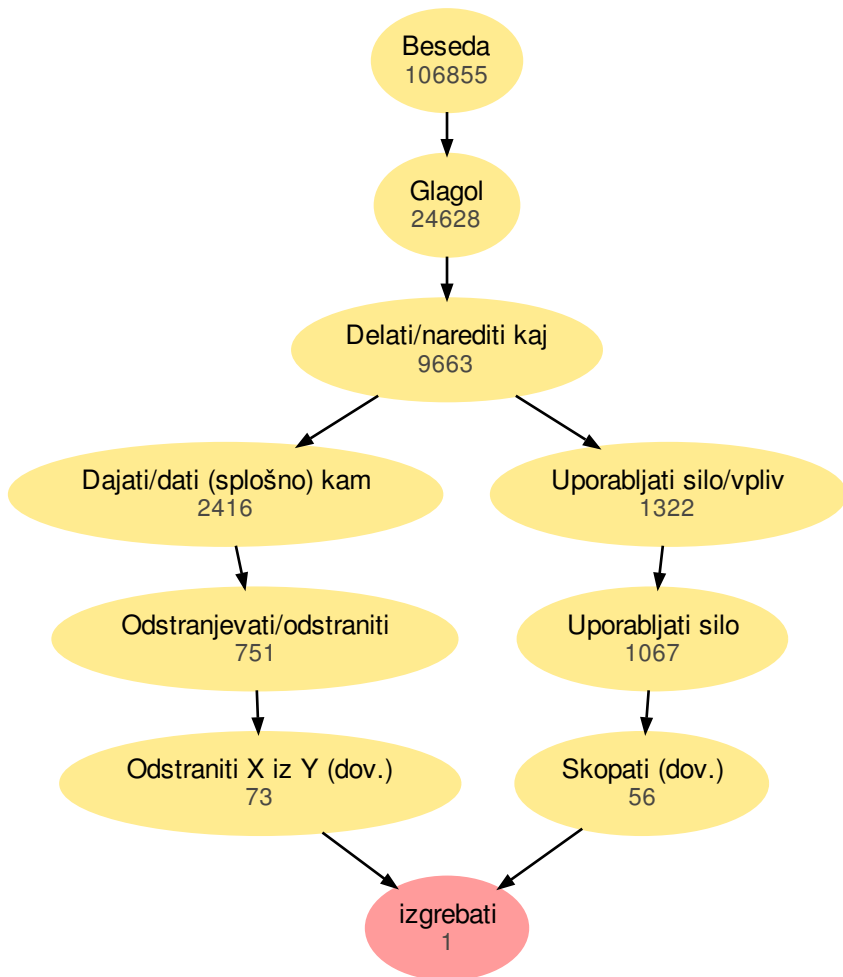 Beseda
106855
Glagol
24628
Delati/narediti kaj
9663
Dajati/dati (splošno) kam
2416
Uporabljati silo/vpliv
1322
Odstranjevati/odstraniti
751
Uporabljati silo
1067
Odstraniti X iz Y (dov.)
73
Skopati (dov.)
56
izgrebati
1